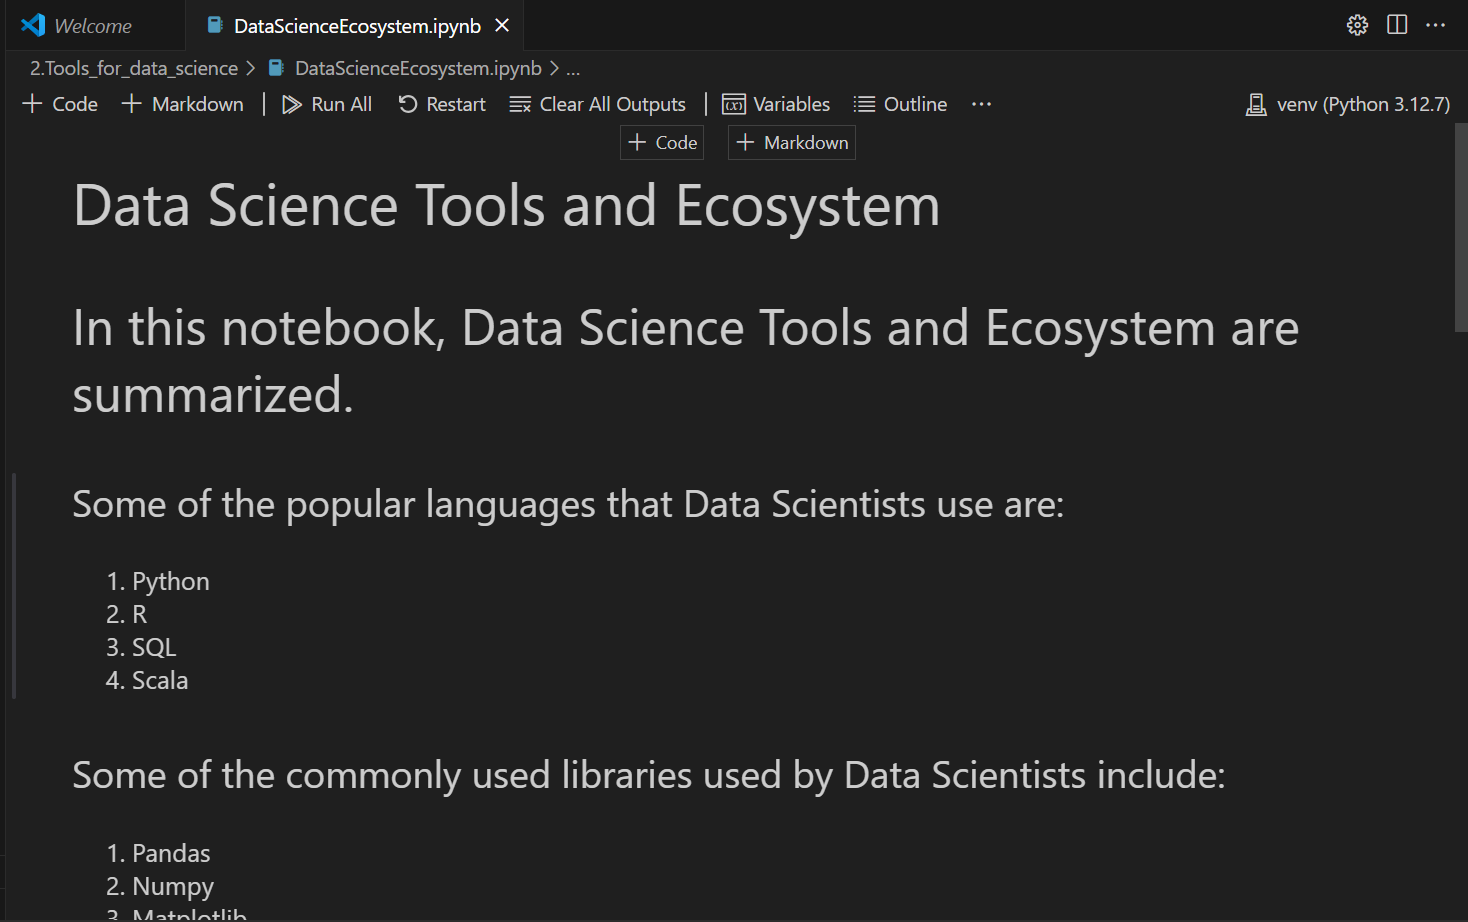 Welcome DataScienceEcosystem.ipynb
2.Tools_for_data_science > DataScienceEcosystem.ipynb > ...
+ Code + Markdown | Run All Restart Clear All Outputs | Variables Outline ... venv (Python 3.12.7)
+ Code + Markdown
Data Science Tools and Ecosystem
In this notebook, Data Science Tools and Ecosystem are
summarized.
Some of the popular languages that Data Scientists use are:
1. Python
2. R
3. SQL
4. Scala
Some of the commonly used libraries used by Data Scientists include:
1. Pandas
2. Numpy
3. Matplotlib